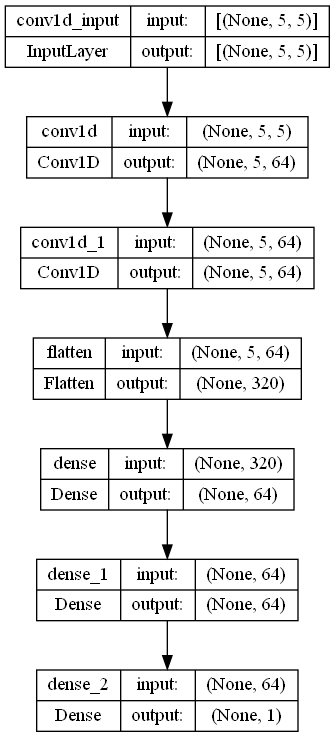 conv1d_input input: [(None, 5, 5)]
InputLayer output: [(None, 5, 5)]
conv1d input: (None, 5, 5)
Conv1D output: (None, 5, 64)
conv1d_1 input: (None, 5, 64)
Conv1D output: (None, 5, 64)
flatten input: (None, 5, 64)
Flatten output: (None, 320)
dense input: (None, 320)
Dense output: (None, 64)
dense_1 input: (None, 64)
Dense output: (None, 64)
dense_2 input: (None, 64)
Dense output: (None, 1)